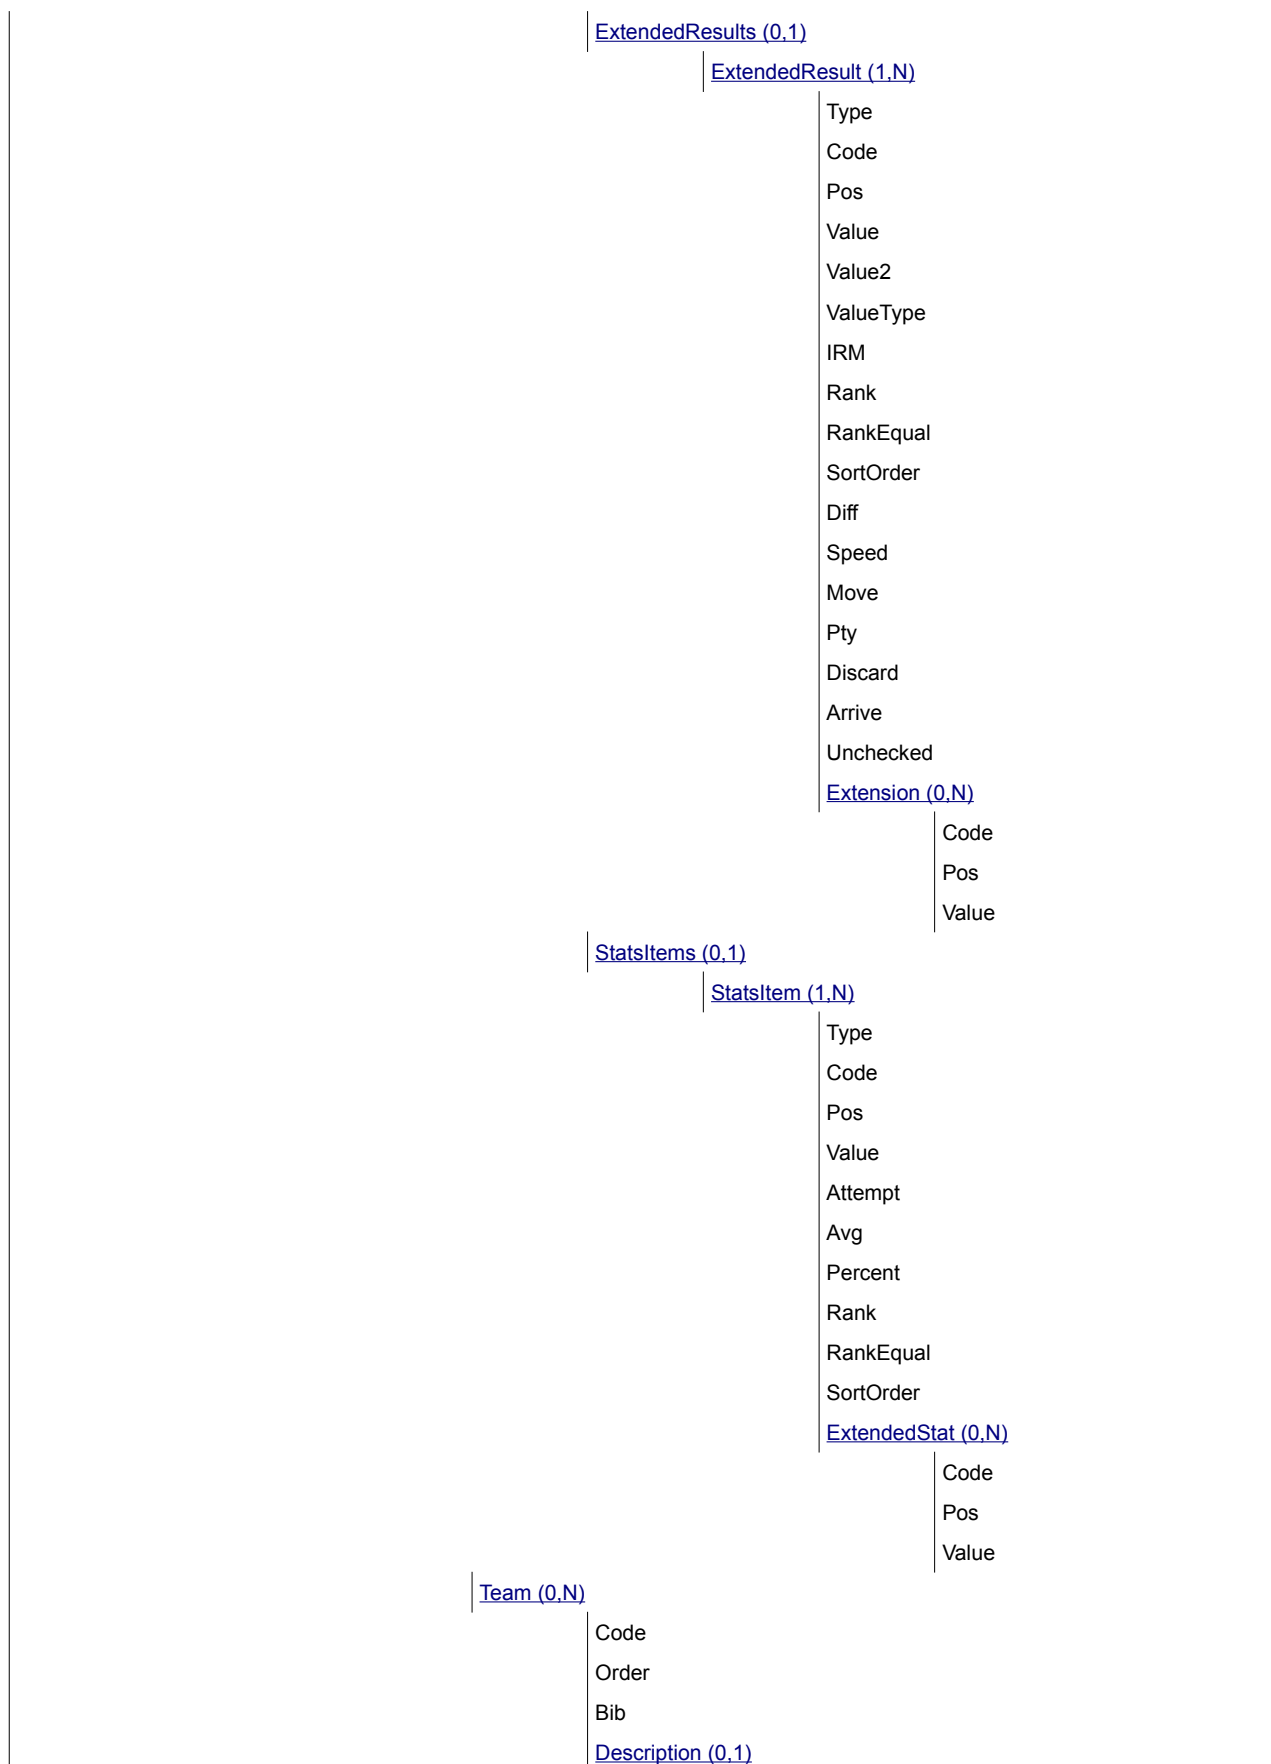 ExtendedResults (0,1)
ExtendedResult (1,N)
Type
Code
Pos
Value
Value2
ValueType
IRM
Rank
RankEqual
SortOrder
Diff
Speed
Move
Pty
Discard
Arrive
Unchecked
Extension (0,N)
Code
Pos
Value
StatsItems (0,1)
StatsItem (1,N)
Type
Code
Pos
Value
Attempt
Avg
Percent
Rank
RankEqual
SortOrder
ExtendedStat (0,N)
Code
Pos
Value
Team (0,N)
Code
Order
Bib
Description (0,1)